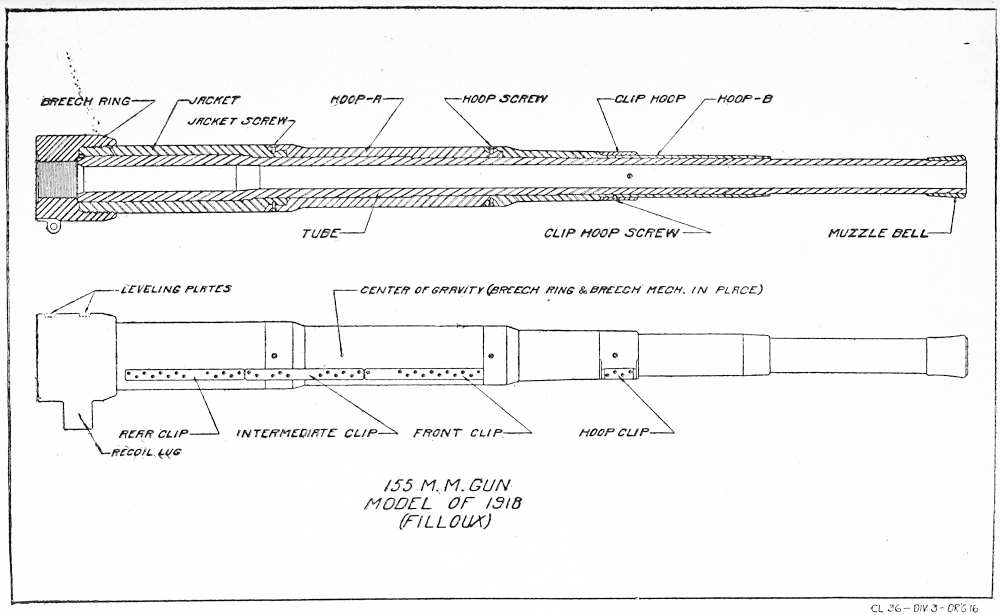 BREECH RING
JACKET
HOOP-A
HOOP SCREW
CLIP HOOP
HOOP-B
JACKET SCREW
TUBE
CLIP HOOP SCREW
MUZZLE BELL
LEVELING PLATES
CENTER OF GRAVITY (BREECH RING & BREECH MECH. IN PLACE)
REAR CLIP
INTERMEDIATE CLIP
FRONT CLIP
HOOP CLIP
RECOIL LUG
155 M.M. GUN
MODEL OF 1918
(FILLOUX)
CL 36-DIV 3-DRG 16